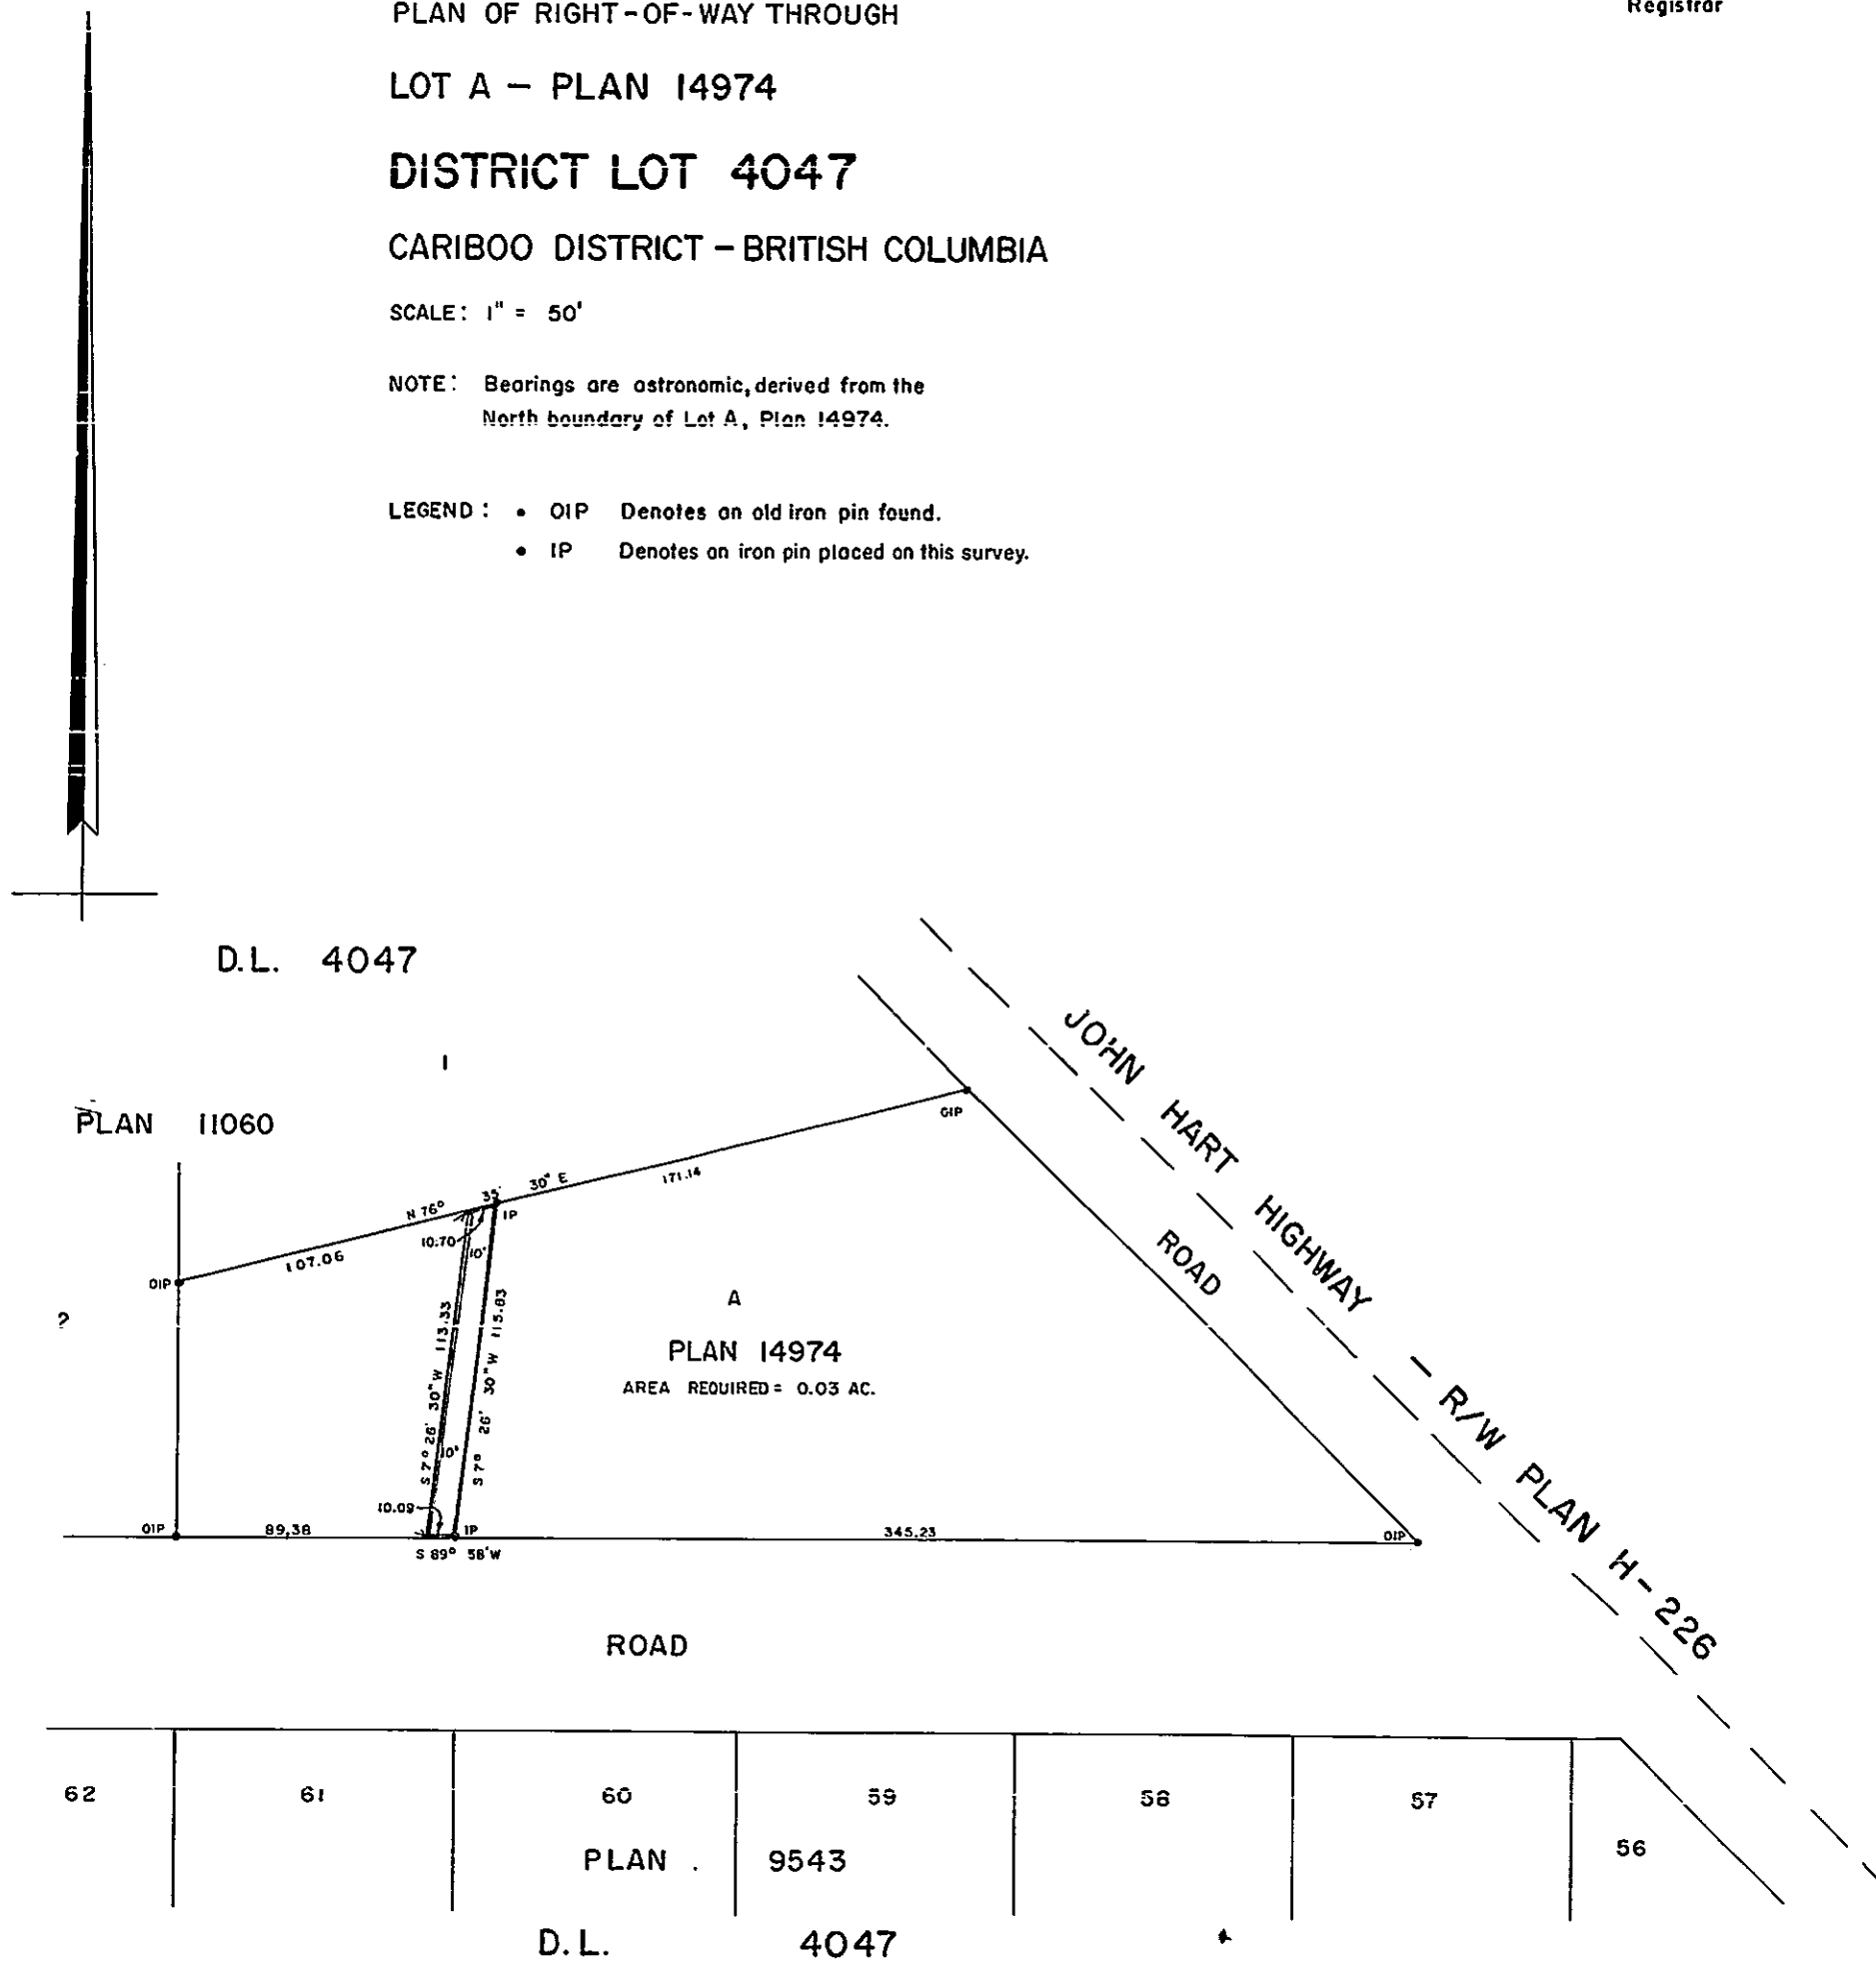 Registrar
PLAN OF RIGHT-OF-WAY THROUGH
LOT A – PLAN 14974
DISTRICT LOT 4047
CARIBOO DISTRICT – BRITISH COLUMBIA
SCALE: 1" = 50'
NOTE: Bearings are astronomic, derived from the
North boundary of Lot A, Plan 14974.
LEGEND: • OIP Denotes an old iron pin found.
• IP Denotes an iron pin placed on this survey.
D.L. 4047
1
PLAN 11060
JOHN HART HIGHWAY – R/W PLAN H-226
ROAD
OIP
N 76° 35' 30" E
171.14
IP
10.70
10'
107.06
OIP
2
S 7° 26' 30" W 113.33
S 7° 26' 30" W 115.83
A
PLAN 14974
AREA REQUIRED = 0.03 AC.
10'
10.09
OIP
89.38
IP
345.23
OIP
S 89° 58' W
ROAD
62
61
60
59
58
57
56
PLAN . 9543
D.L. 4047